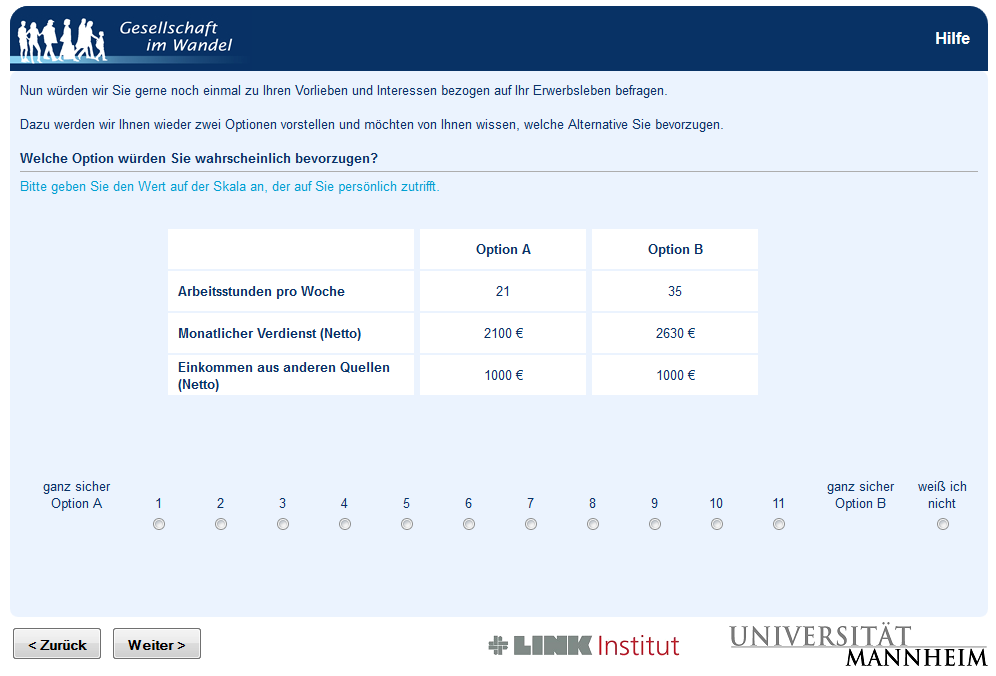 Gesellschaft
im Wandel
Hilfe
Nun würden wir Sie gerne noch einmal zu Ihren Vorlieben und Interessen bezogen auf Ihr Erwerbsleben befragen.
Dazu werden wir Ihnen wieder zwei Optionen vorstellen und möchten von Ihnen wissen, welche Alternative Sie bevorzugen.
Welche Option würden Sie wahrscheinlich bevorzugen?
Bitte geben Sie den Wert auf der Skala an, der auf Sie persönlich zutrifft.
Option A Option B
Arbeitsstunden pro Woche 21 35
Monatlicher Verdienst (Netto) 2100 € 2630 €
Einkommen aus anderen Quellen
(Netto) 1000 € 1000 €
ganz sicher ganz sicher weiß ich
Option A 1 2 3 4 5 6 7 8 9 10 11 Option B nicht
< Zurück Weiter >
LINK Institut
UNIVERSITÄT
MANNHEIM